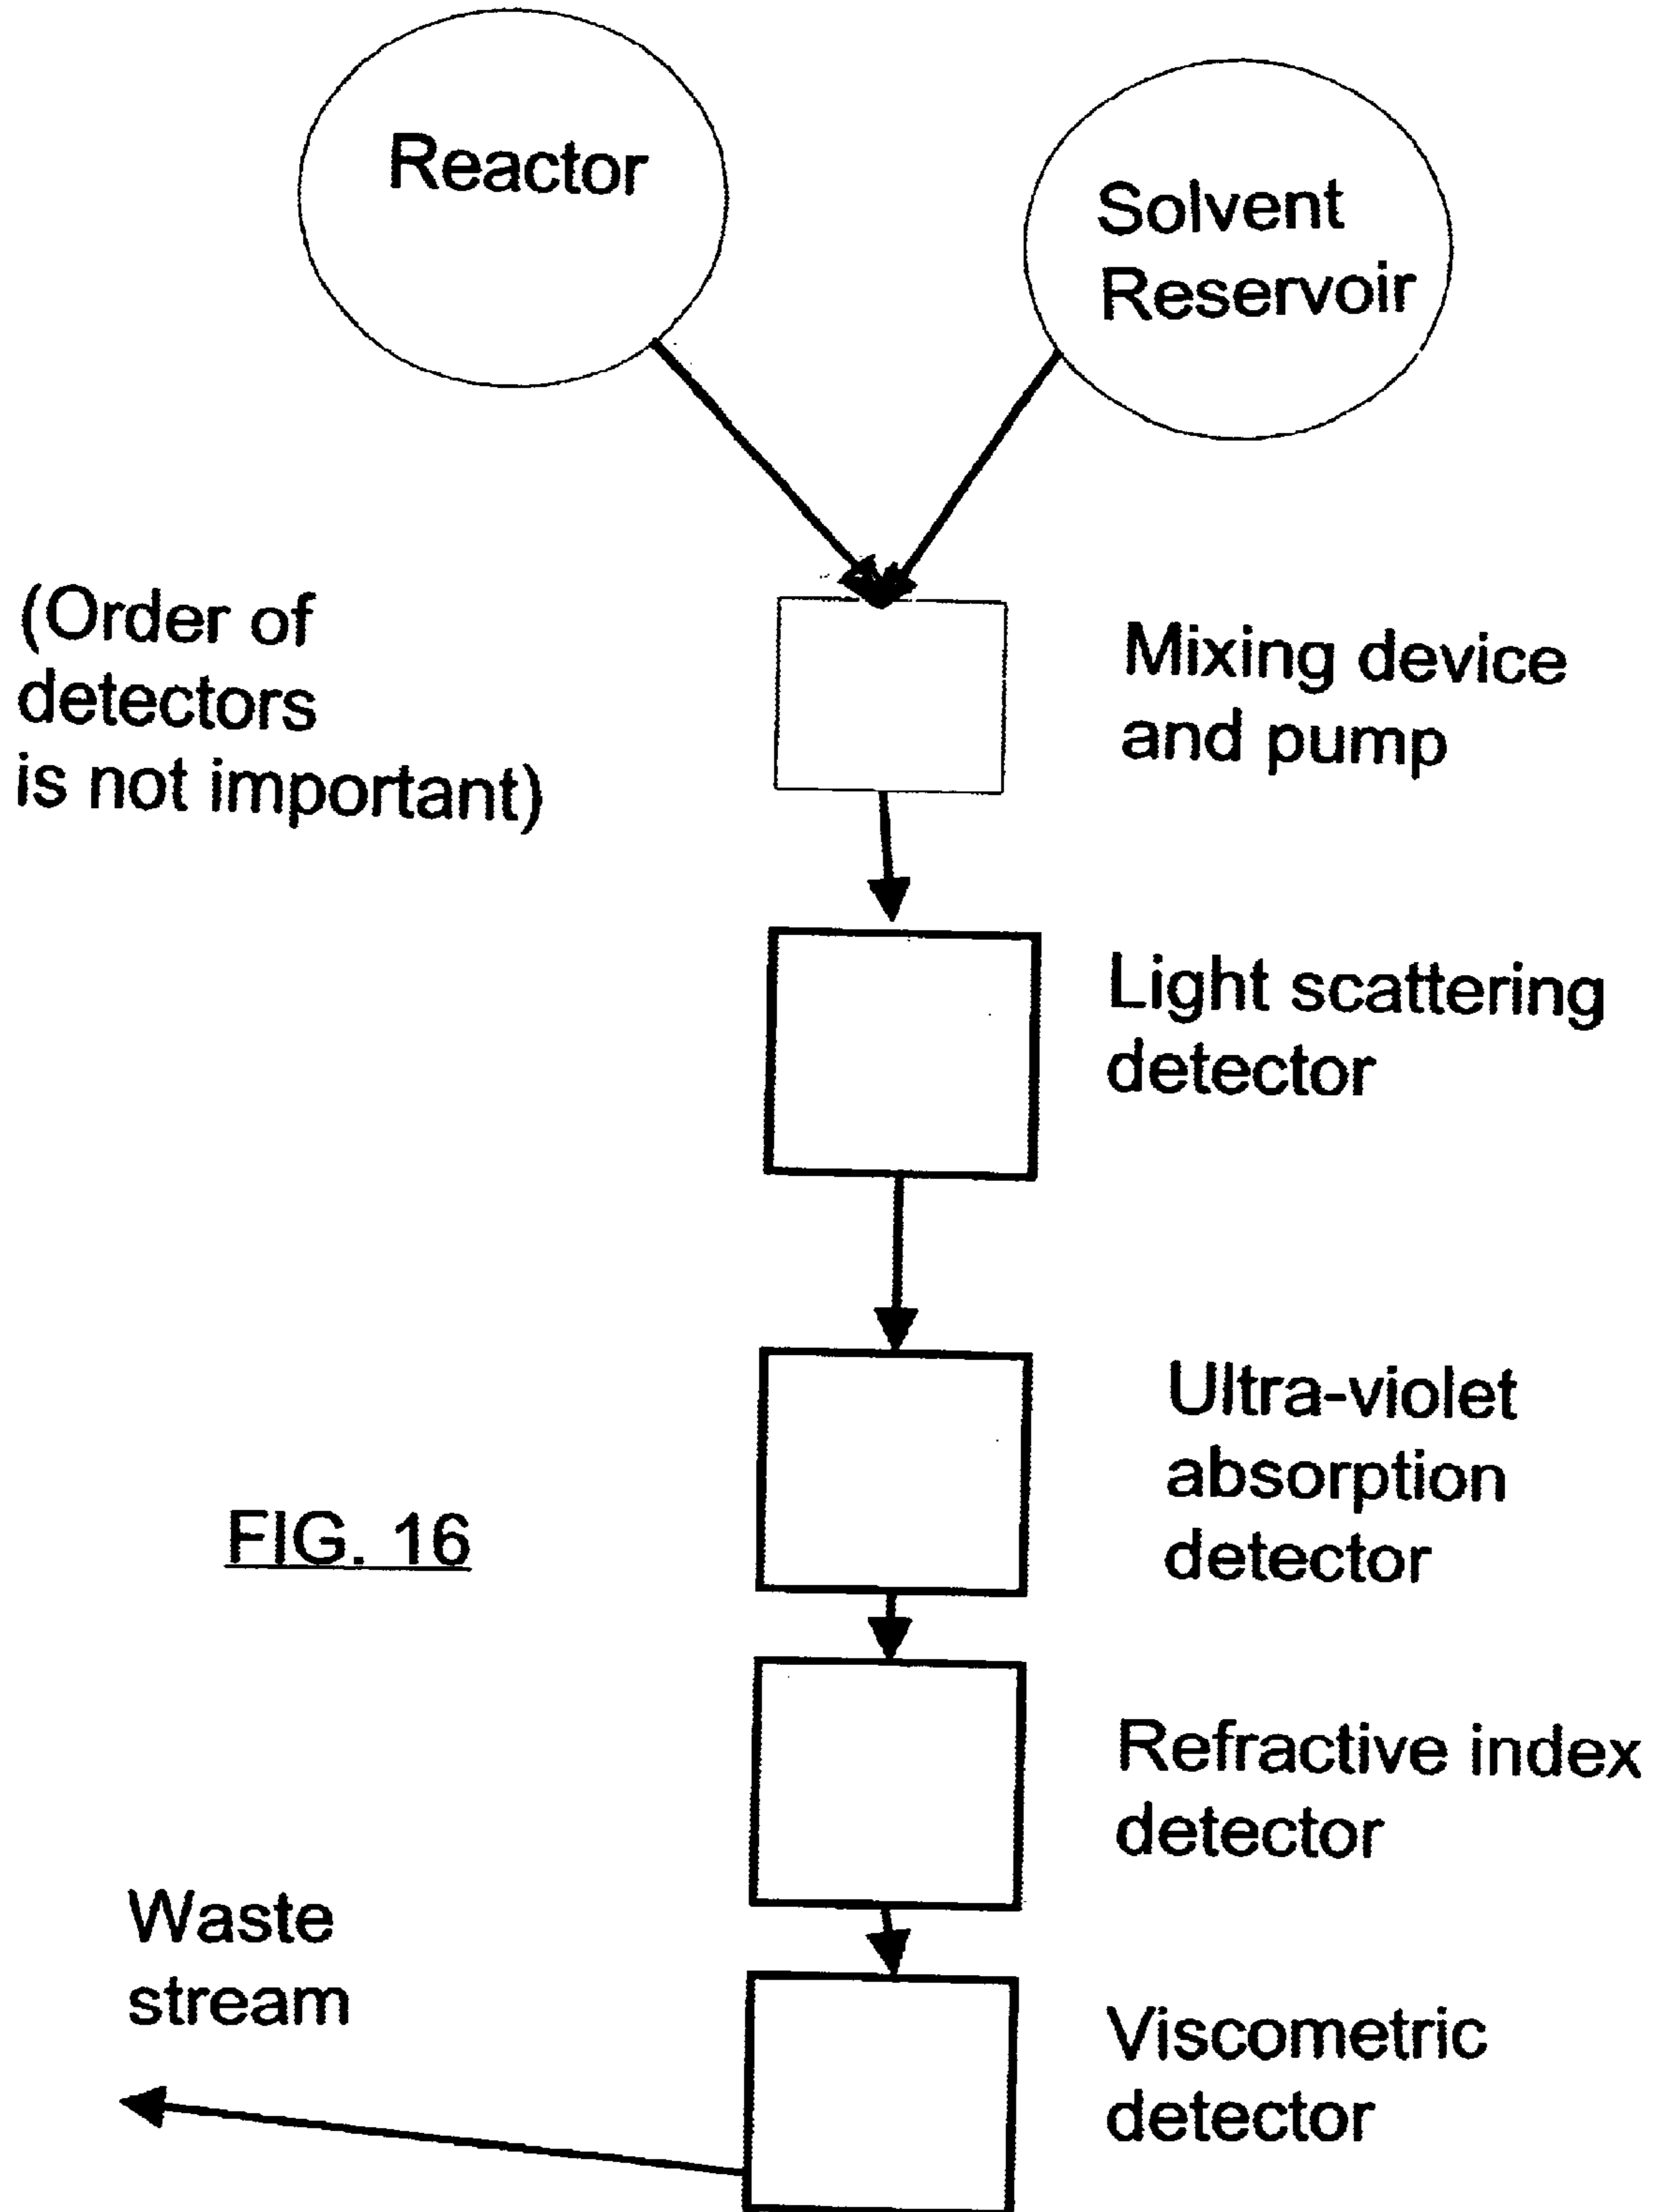 Reactor
Solvent
Reservoir
(Order of
detectors
is not important)
Mixing device
and pump
Light scattering
detector
Ultra-violet
absorption
detector
FIG. 16
Refractive index
detector
Waste
stream
Viscometric
detector